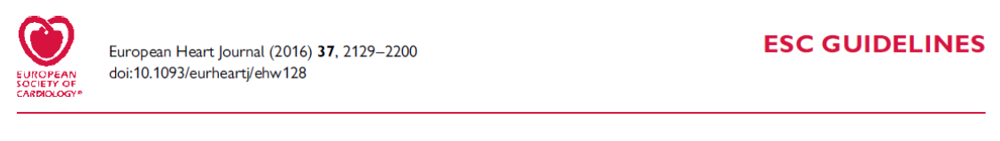 EUROPEAN
SOCIETY OF
CARDIOLOGY®
European Heart Journal (2016) 37, 2129–2200
doi:10.1093/eurheartj/ehw128
ESC GUIDELINES